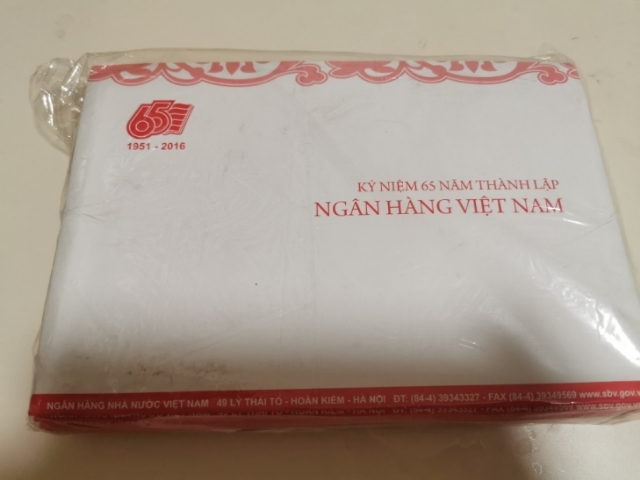 65
1951 - 2016
KỶ NIỆM 65 NĂM THÀNH LẬP
NGÂN HÀNG VIỆT NAM
NGÂN HÀNG NHÀ NƯỚC VIỆT NAM 49 LÝ THÁI TỔ - HOÀN KIẾM - HÀ NỘI ĐT: (84-4) 39343327 - FAX (84-4) 39349569 www.sbv.gov.v